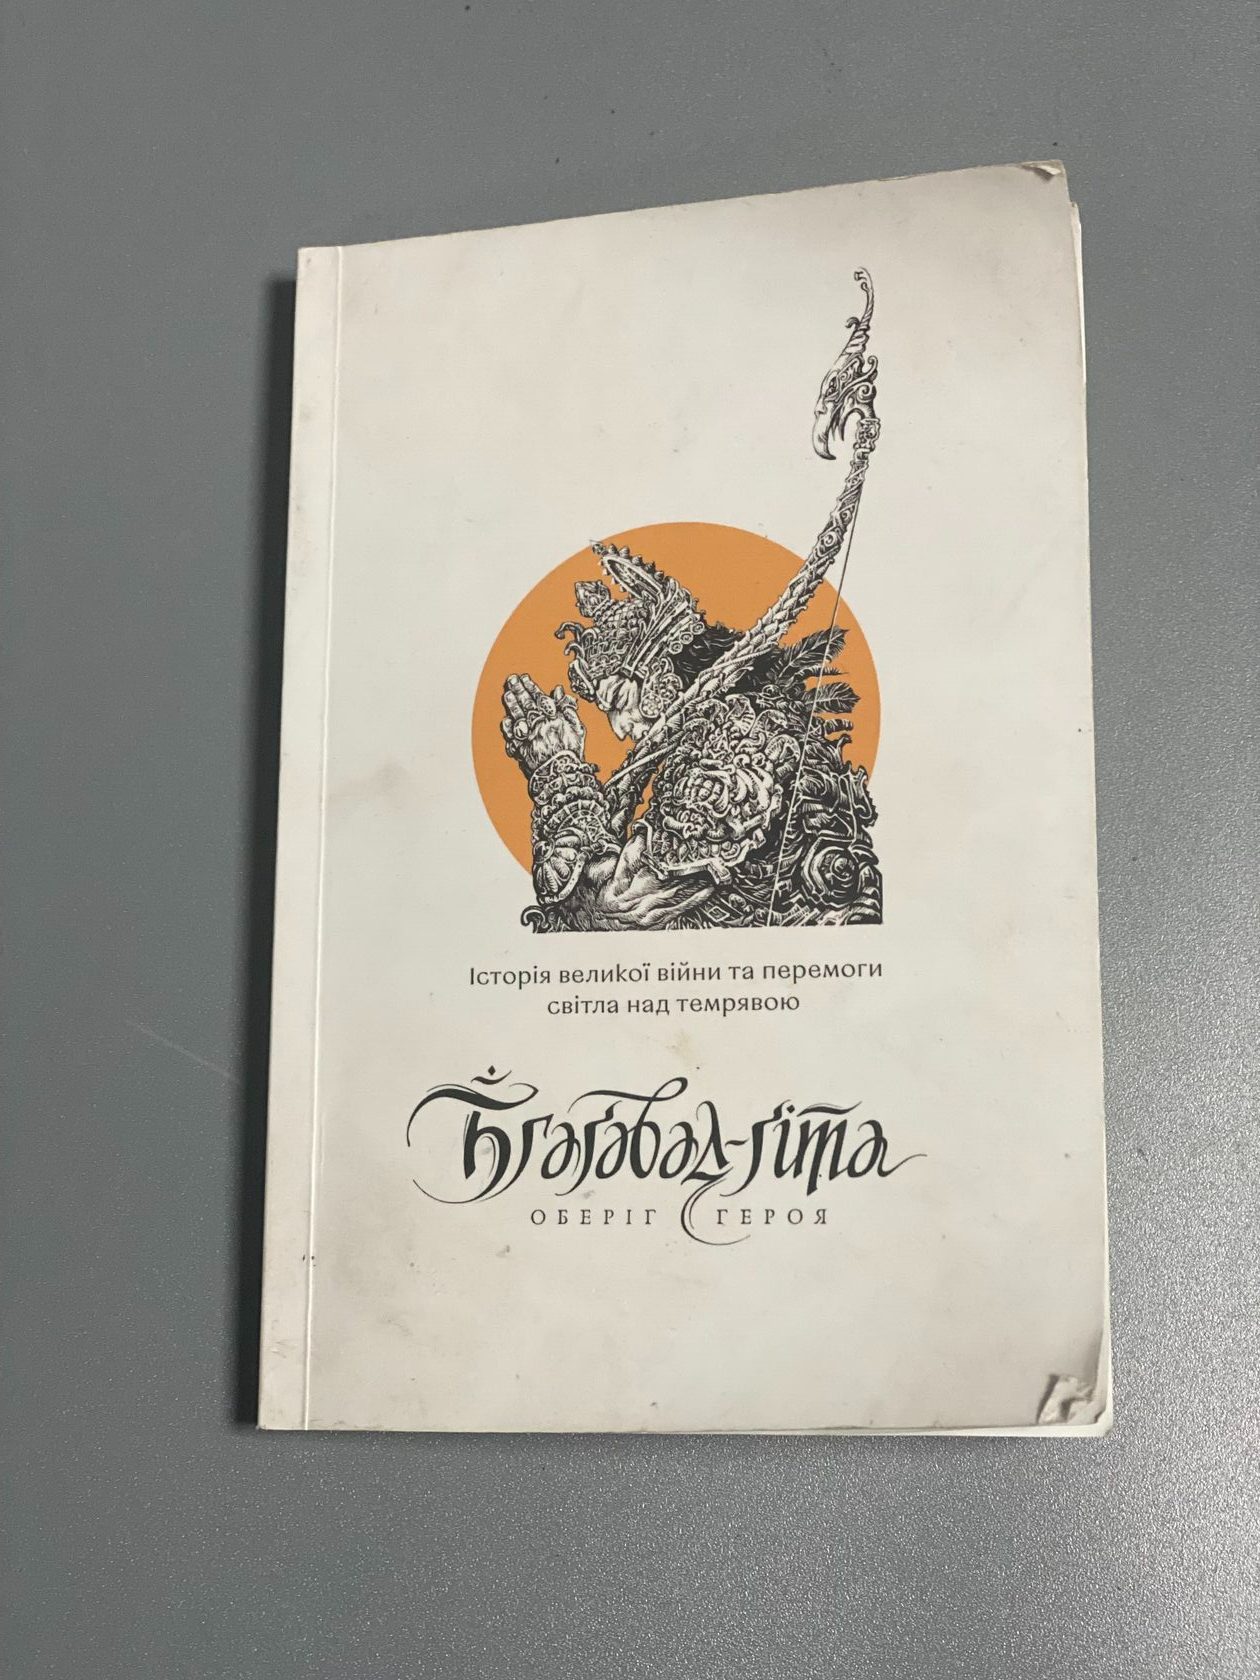 Історія великої війни та перемоги
світла над темрявою
Бгаґавад-ґіта
ОБЕРІГ ГЕРОЯ